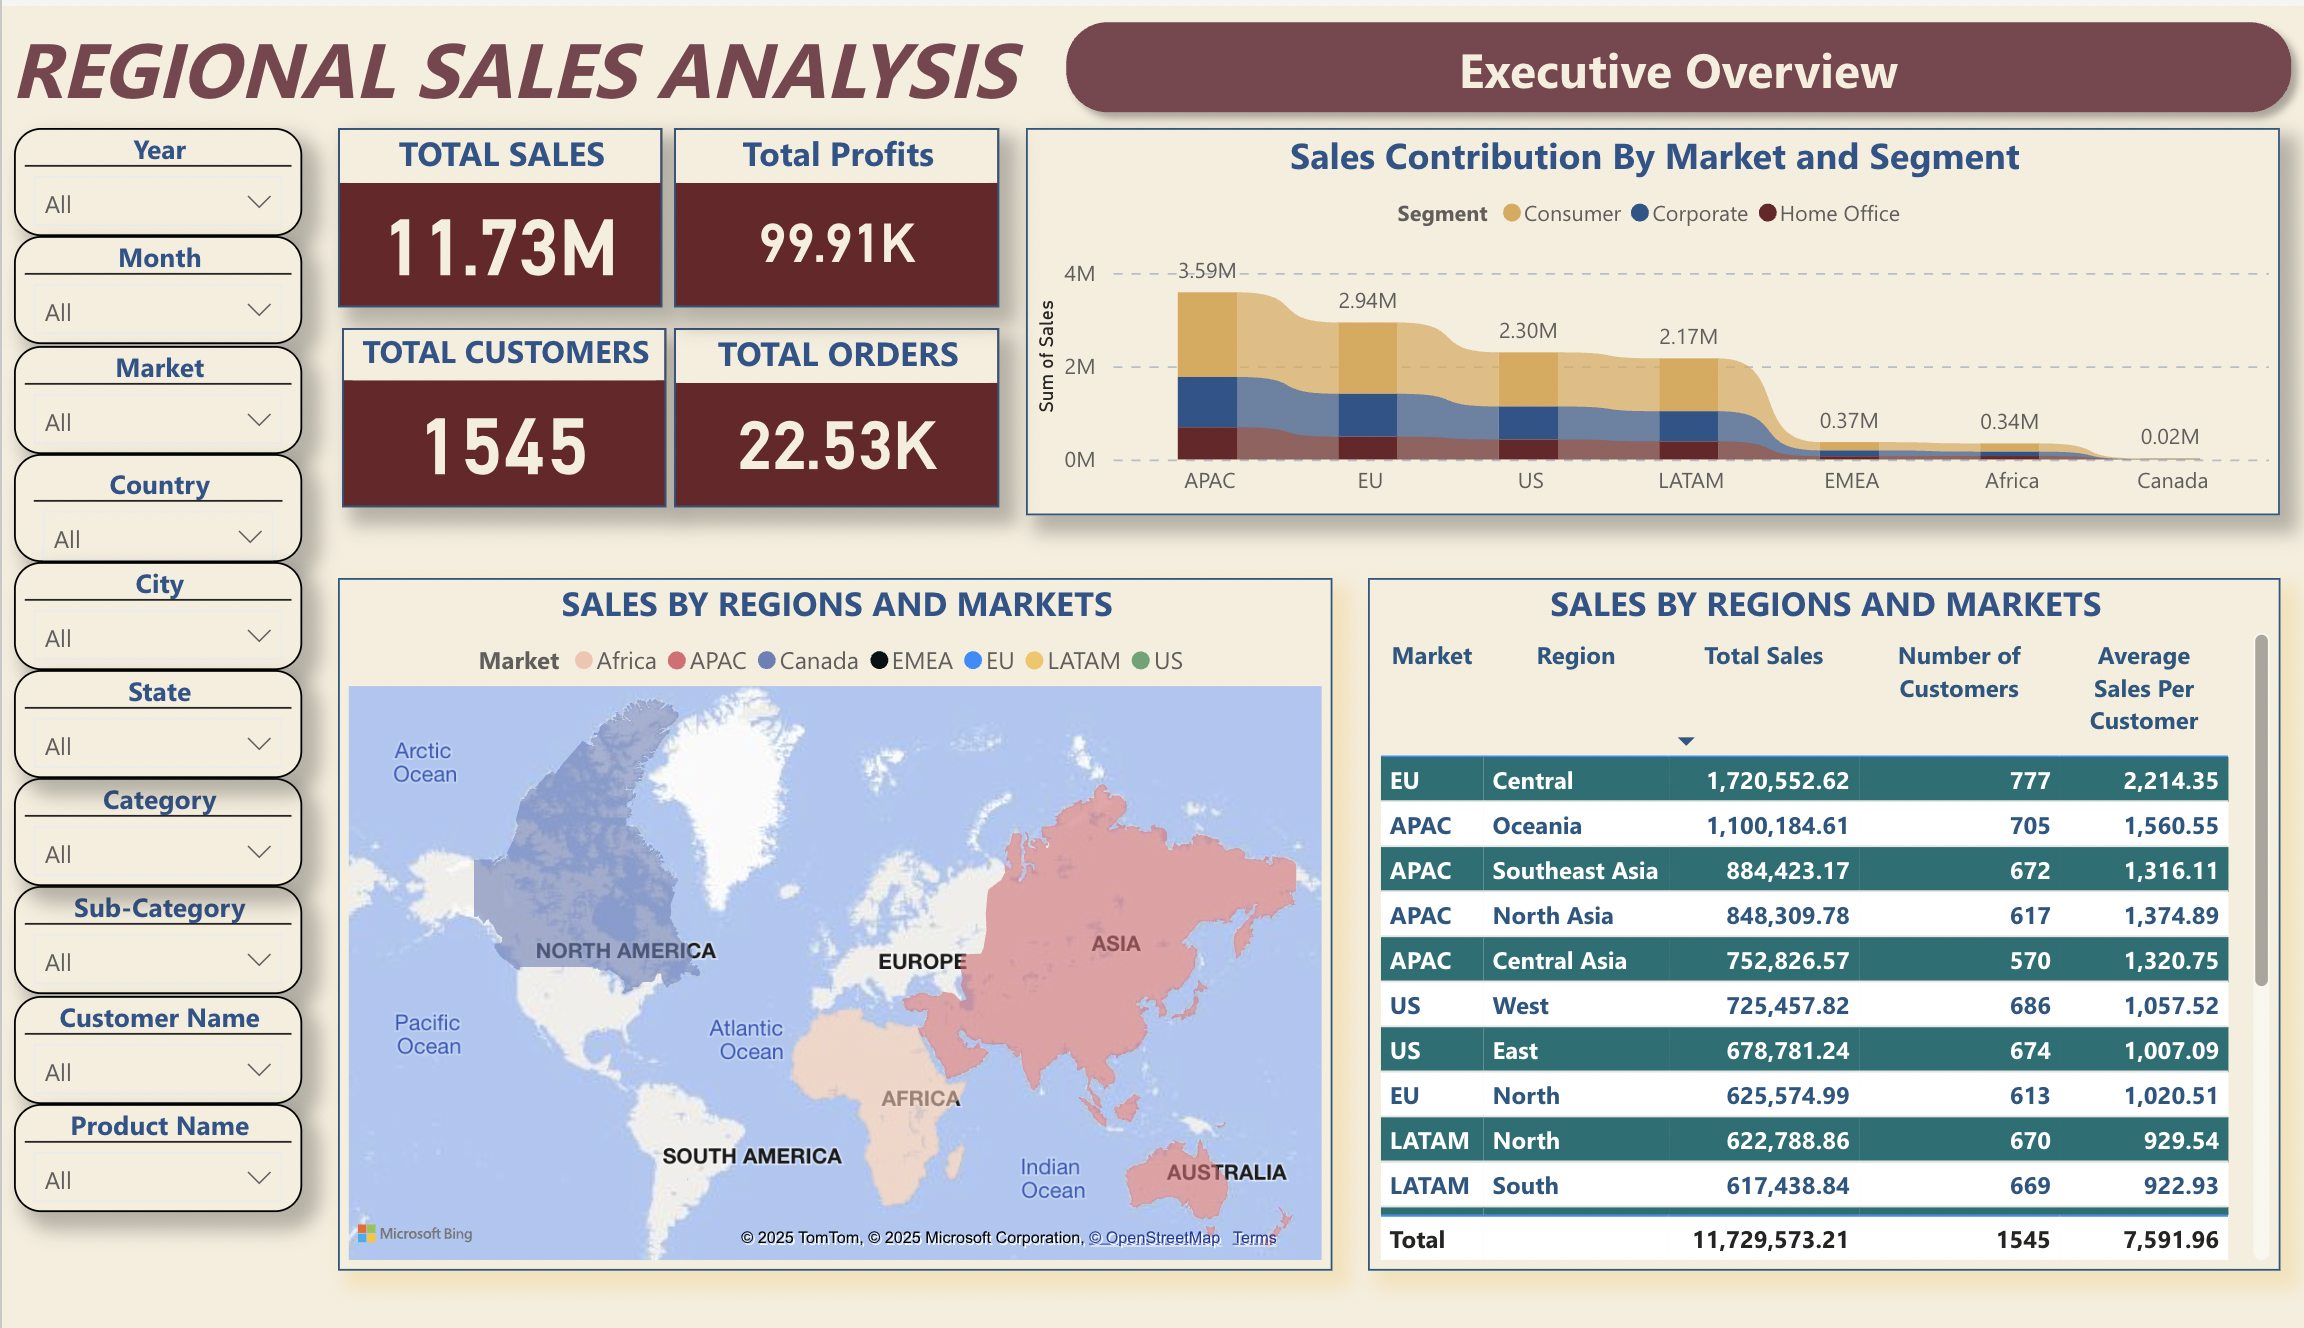 REGIONAL SALES ANALYSIS
Executive Overview
Year
All
Month
All
Market
All
Country
All
City
All
State
All
Category
All
Sub-Category
All
Customer Name
All
Product Name
All
TOTAL SALES
11.73M
Total Profits
99.91K
TOTAL CUSTOMERS
1545
TOTAL ORDERS
22.53K
Sales Contribution By Market and Segment
Segment Consumer Corporate Home Office
Sum of Sales
4M
2M
0M
3.59M
2.94M
2.30M
2.17M
0.37M
0.34M
0.02M
APAC EU US LATAM EMEA Africa Canada
SALES BY REGIONS AND MARKETS
Market Africa APAC Canada EMEA EU LATAM US
Arctic
Ocean
NORTH AMERICA
EUROPE
ASIA
Pacific
Ocean
Atlantic
Ocean
AFRICA
SOUTH AMERICA
Indian
Ocean
AUSTRALIA
Microsoft Bing
© 2025 TomTom, © 2025 Microsoft Corporation, © OpenStreetMap Terms
SALES BY REGIONS AND MARKETS
Market Region Total Sales Number of Customers Average Sales Per Customer
EU Central 1,720,552.62 777 2,214.35
APAC Oceania 1,100,184.61 705 1,560.55
APAC Southeast Asia 884,423.17 672 1,316.11
APAC North Asia 848,309.78 617 1,374.89
APAC Central Asia 752,826.57 570 1,320.75
US West 725,457.82 686 1,057.52
US East 678,781.24 674 1,007.09
EU North 625,574.99 613 1,020.51
LATAM North 622,788.86 670 929.54
LATAM South 617,438.84 669 922.93
Total 11,729,573.21 1545 7,591.96